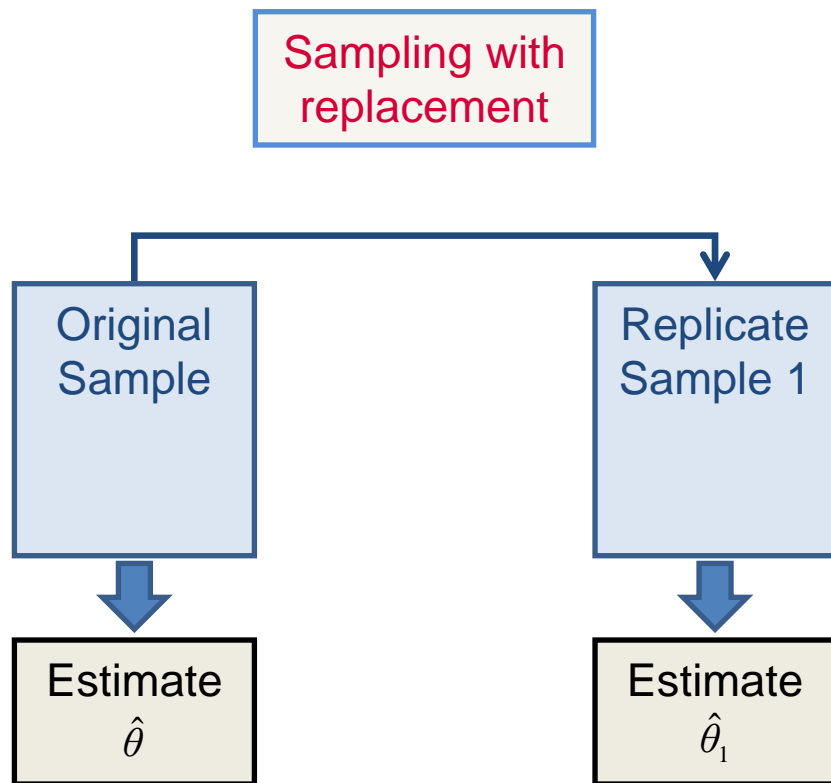 Sampling with
replacement
Original
Sample
Replicate
Sample 1
Estimate
θ̂
Estimate
θ̂₁